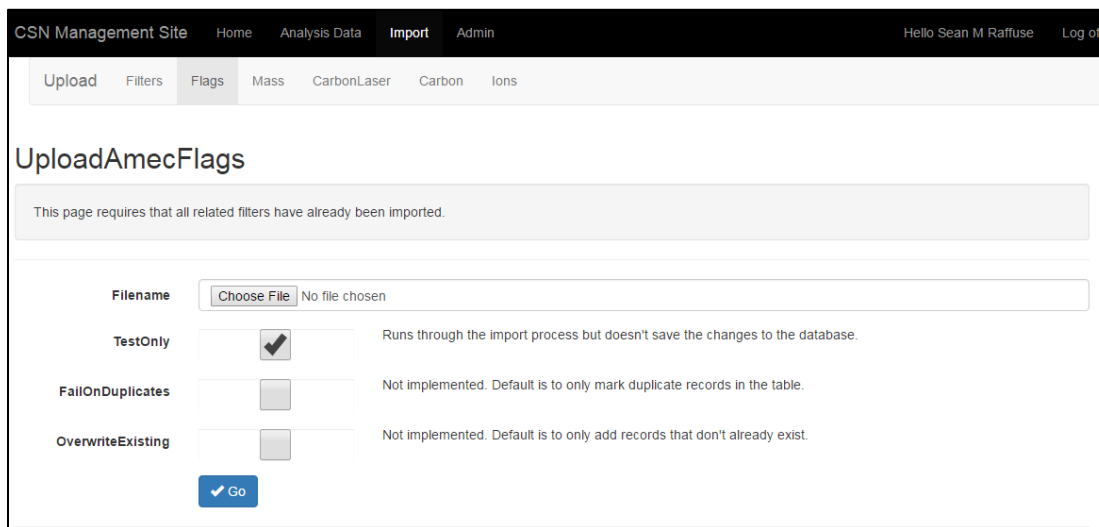 CSN Management Site Home Analysis Data Import Admin Hello Sean M Raffuse Log of
Upload Filters Flags Mass CarbonLaser Carbon Ions
UploadAmecFlags
This page requires that all related filters have already been imported.
Filename Choose File No file chosen
TestOnly Runs through the import process but doesn't save the changes to the database.
FailOnDuplicates Not implemented. Default is to only mark duplicate records in the table.
OverwriteExisting Not implemented. Default is to only add records that don't already exist.
Go